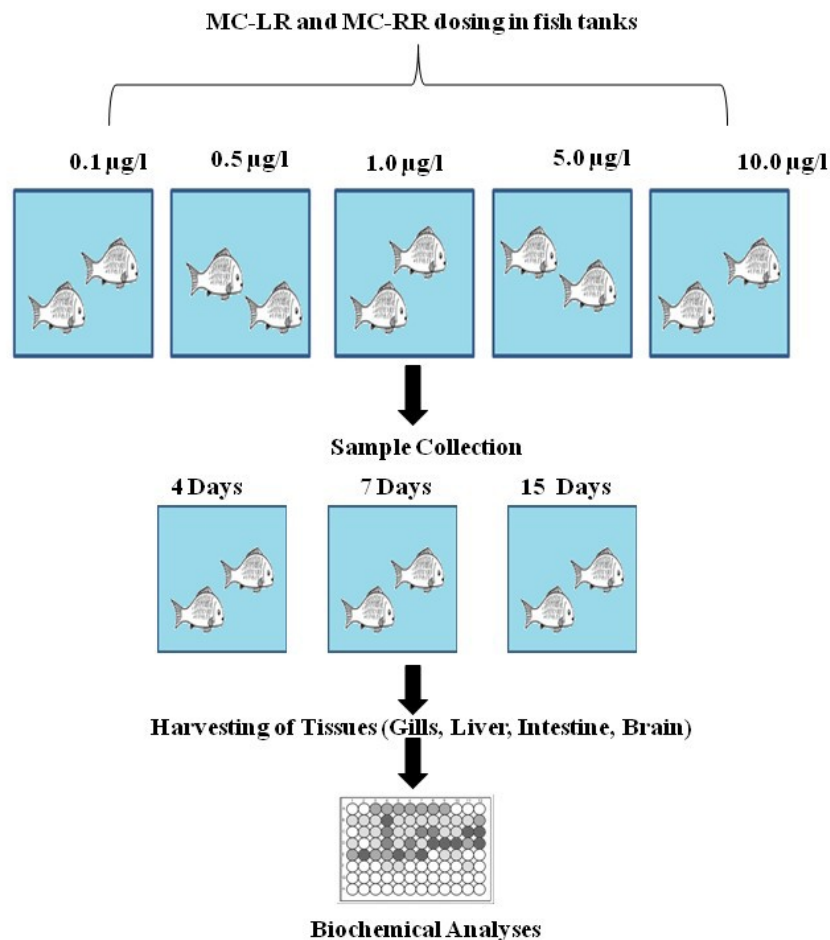 MC-LR and MC-RR dosing in fish tanks
0.1 µg/l 0.5 µg/l 1.0 µg/l 5.0 µg/l 10.0 µg/l
Sample Collection
4 Days 7 Days 15 Days
Harvesting of Tissues (Gills, Liver, Intestine, Brain)
Biochemical Analyses